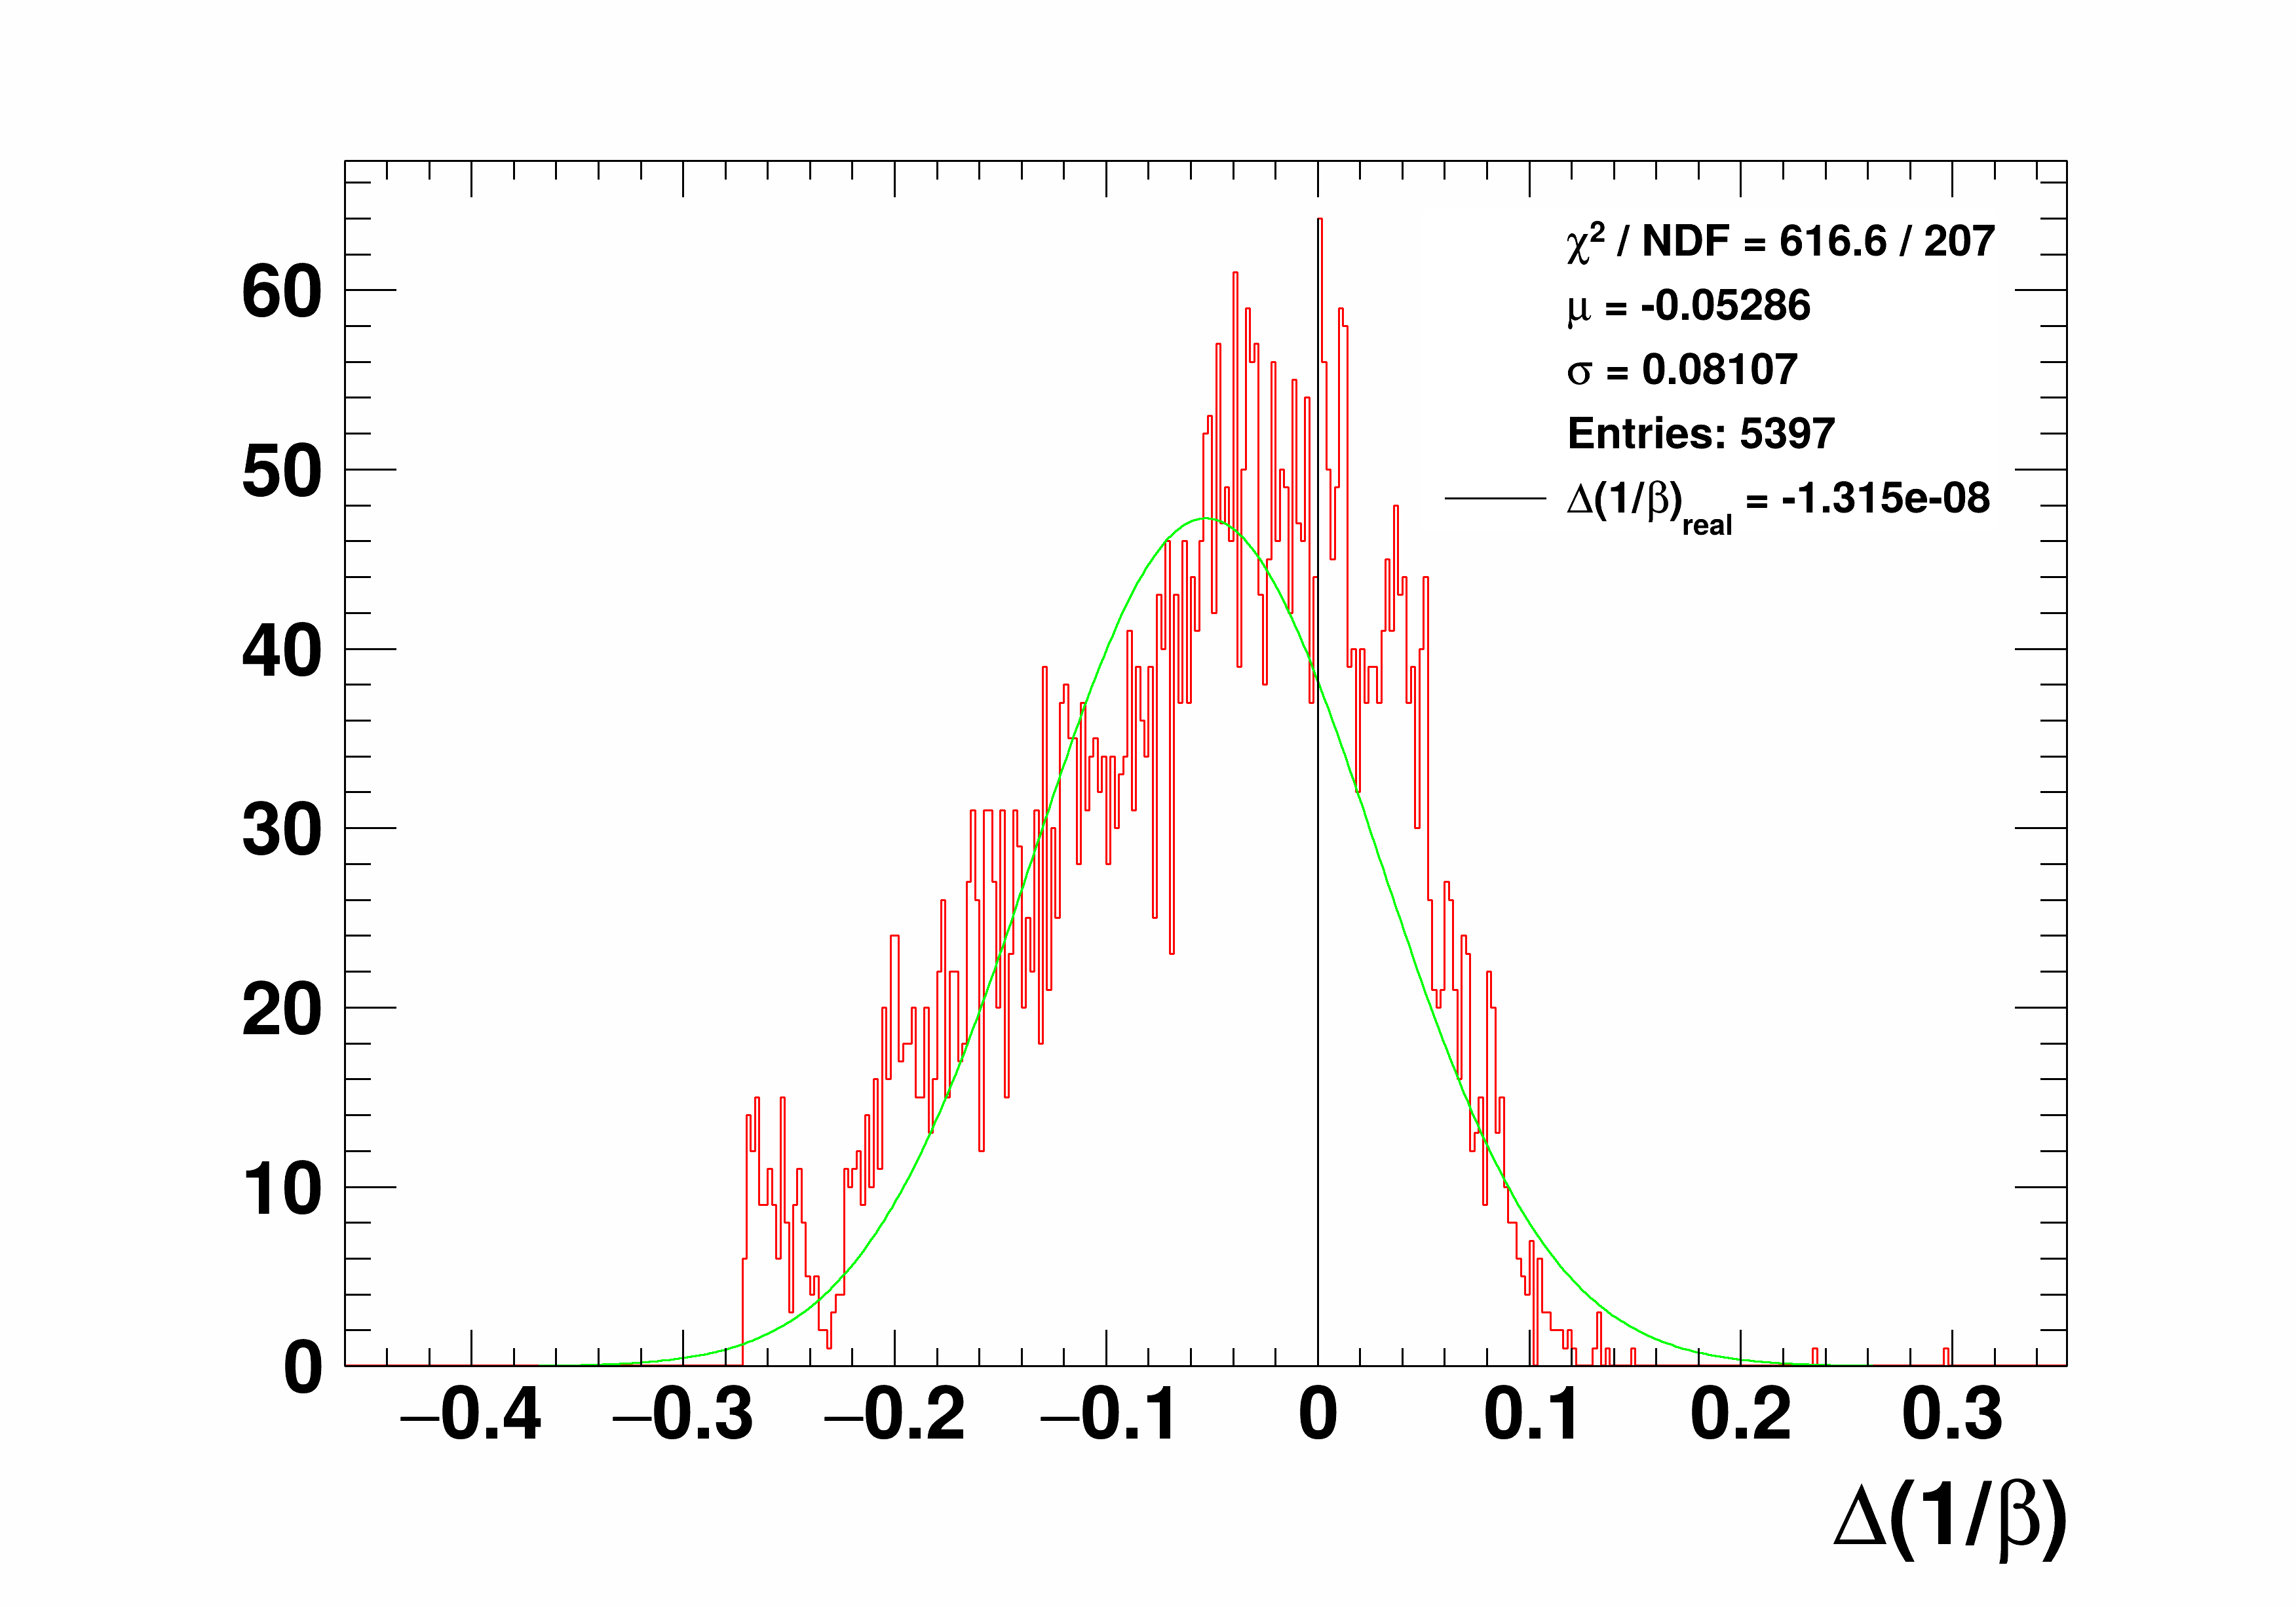 χ² / NDF = 616.6 / 207
μ = -0.05286
σ = 0.08107
Entries: 5397
Δ(1/β)real = -1.315e-08
60
50
40
30
20
10
0
−0.4 −0.3 −0.2 −0.1 0 0.1 0.2 0.3
Δ(1/β)